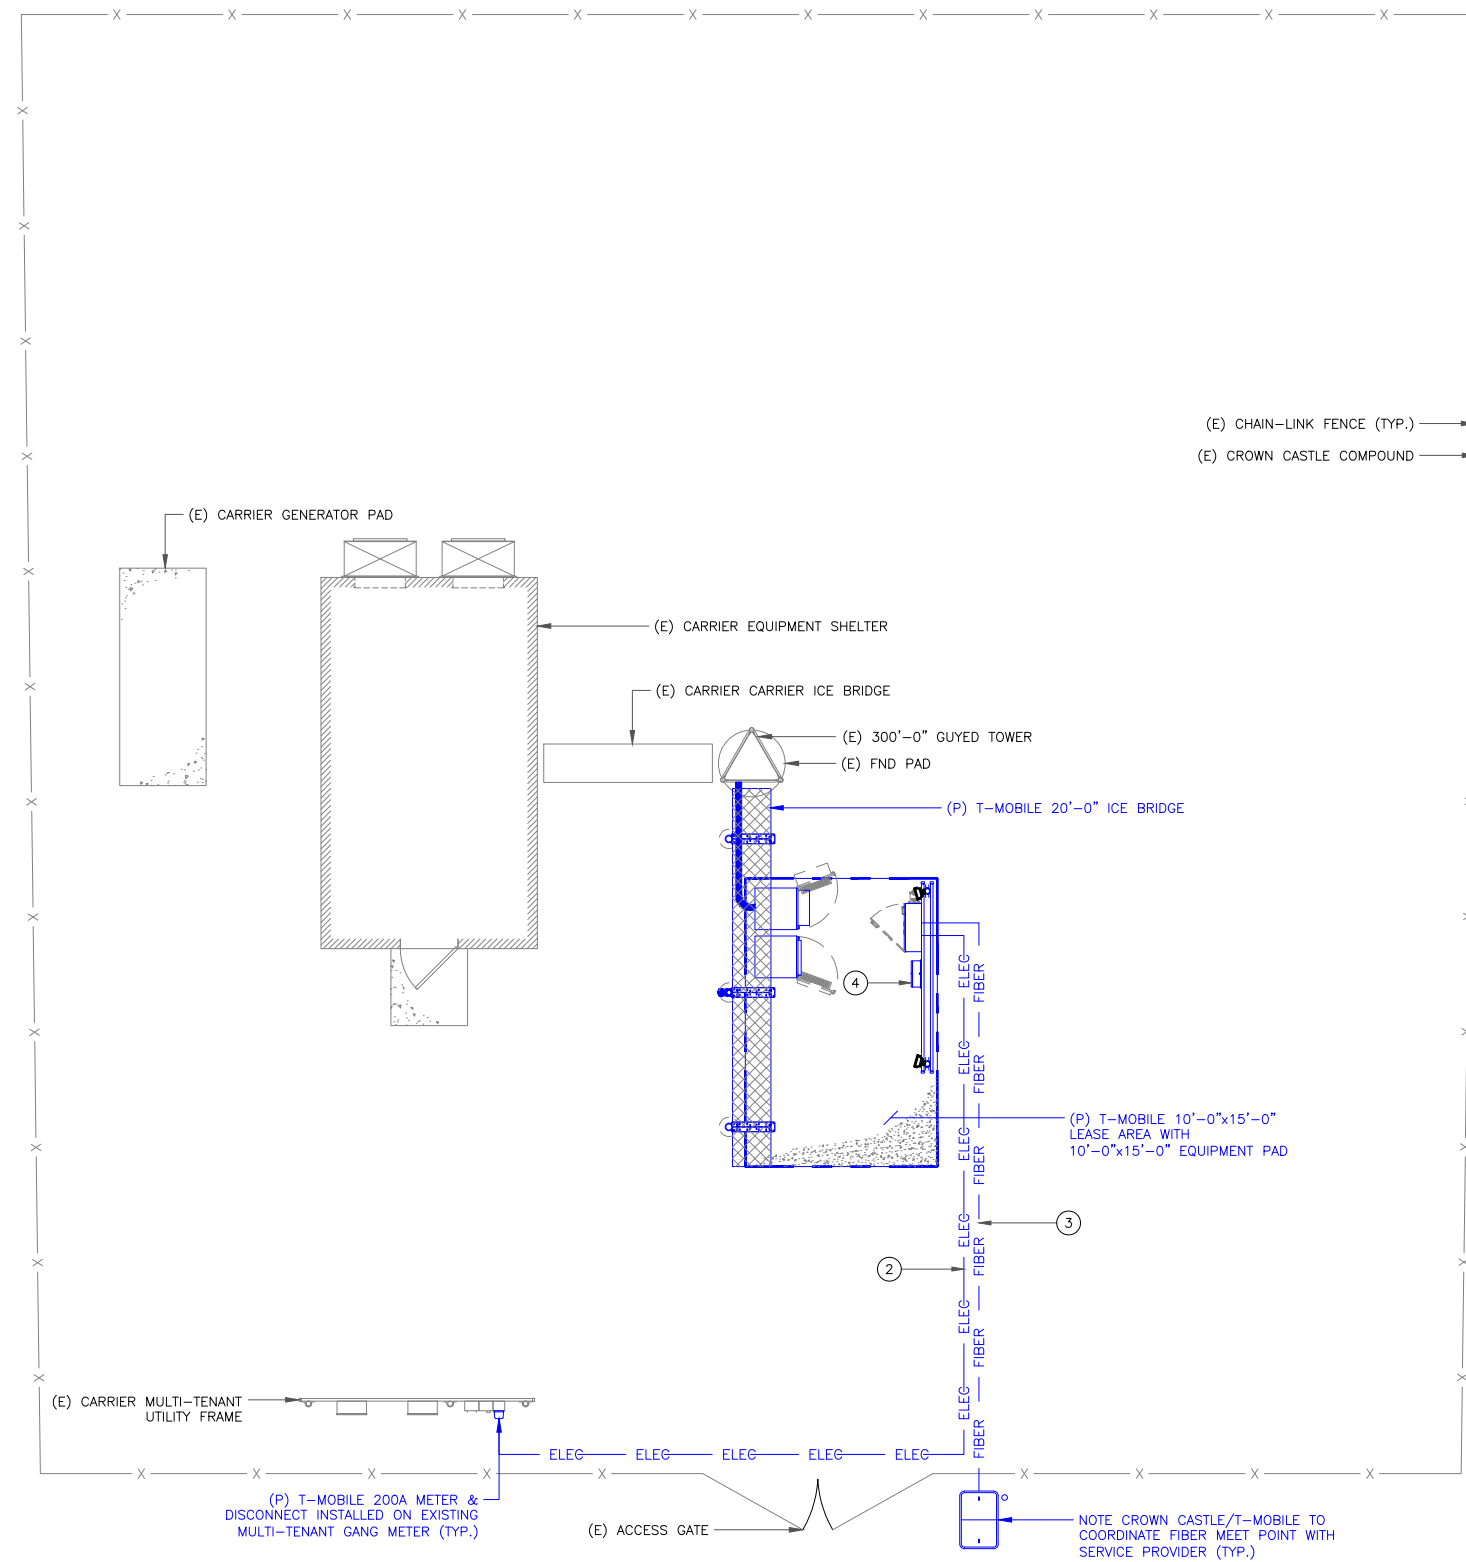 (E) CHAIN-LINK FENCE (TYP.)
(E) CROWN CASTLE COMPOUND
(E) CARRIER GENERATOR PAD
(E) CARRIER EQUIPMENT SHELTER
(E) CARRIER CARRIER ICE BRIDGE
(E) 300'-0" GUYED TOWER
(E) FND PAD
(P) T-MOBILE 20'-0" ICE BRIDGE
4
ELEC
FIBER
ELEC
FIBER
(P) T-MOBILE 10'-0"x15'-0"
LEASE AREA WITH
10'-0"x15'-0" EQUIPMENT PAD
ELEC
FIBER
3
ELEC
FIBER
2
ELEC
FIBER
(E) CARRIER MULTI-TENANT
UTILITY FRAME
ELEC
FIBER
ELEC ELEC ELEC ELEC ELEC
(P) T-MOBILE 200A METER &
DISCONNECT INSTALLED ON EXISTING
MULTI-TENANT GANG METER (TYP.)
(E) ACCESS GATE
NOTE CROWN CASTLE/T-MOBILE TO
COORDINATE FIBER MEET POINT WITH
SERVICE PROVIDER (TYP.)